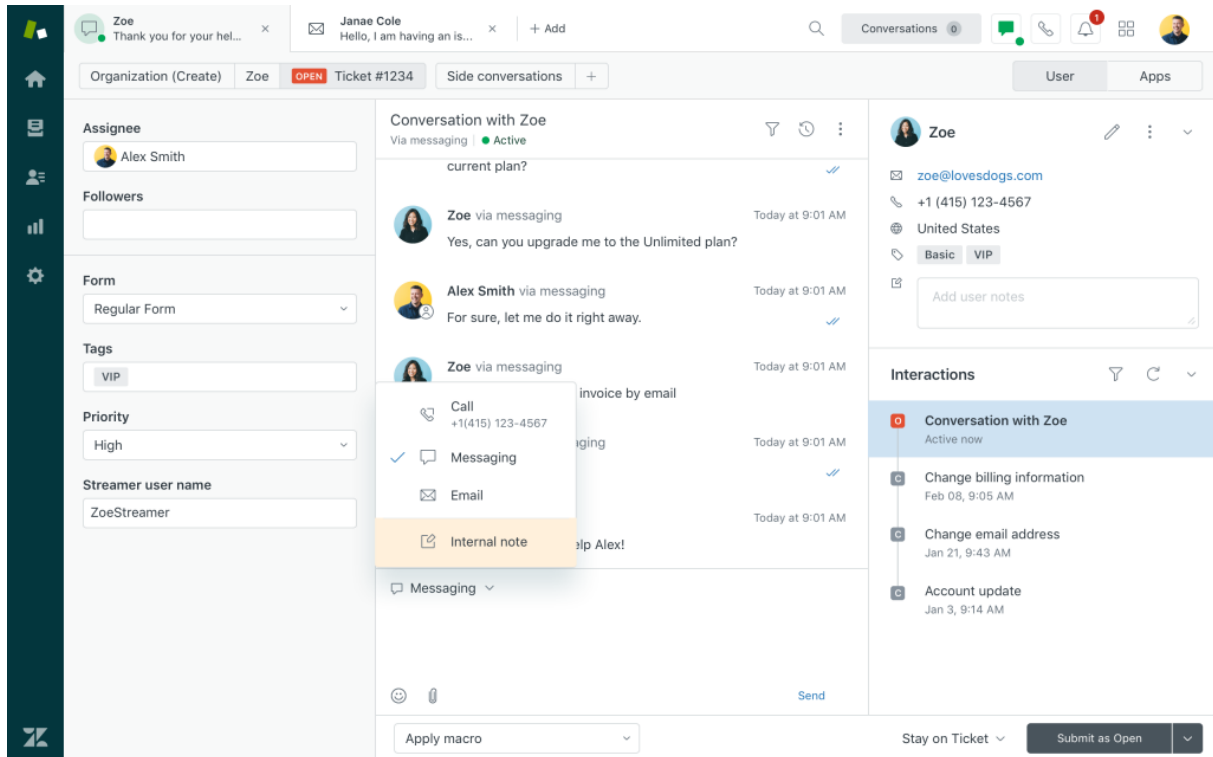 Zoe
Thank you for your hel...
Janae Cole
Hello, I am having an is...
+ Add
Conversations 0
1
Organization (Create)
Zoe
OPEN Ticket #1234
Side conversations
+
User
Apps
Assignee
Alex Smith
Followers
Form
Regular Form
Tags
VIP
Priority
High
Streamer user name
ZoeStreamer
Conversation with Zoe
Via messaging
Active
current plan?
Zoe via messaging
Today at 9:01 AM
Yes, can you upgrade me to the Unlimited plan?
Alex Smith via messaging
Today at 9:01 AM
For sure, let me do it right away.
Zoe via messaging
Today at 9:01 AM
invoice by email
Today at 9:01 AM
Today at 9:01 AM
Alex!
Call
+1(415) 123-4567
Messaging
Email
Internal note
Messaging
Send
Apply macro
Zoe
zoe@lovesdogs.com
+1 (415) 123-4567
United States
Basic
VIP
Add user notes
Interactions
O
Conversation with Zoe
Active now
C
Change billing information
Feb 08, 9:05 AM
C
Change email address
Jan 21, 9:43 AM
C
Account update
Jan 3, 9:14 AM
Stay on Ticket
Submit as Open